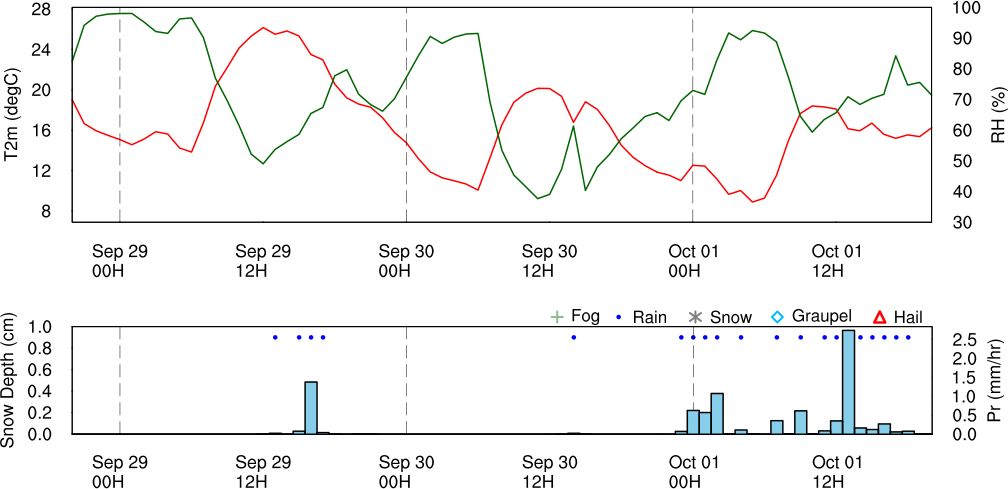 28
24
20
16
12
8
T2m (degC)
100
90
80
70
60
50
40
30
RH (%)
Sep 29
00H
Sep 29
12H
Sep 30
00H
Sep 30
12H
Oct 01
00H
Oct 01
12H
Fog Rain Snow Graupel Hail
1.0
0.8
0.6
0.4
0.2
0.0
Snow Depth (cm)
2.5
2.0
1.5
1.0
0.5
0.0
Pr (mm/hr)
Sep 29
00H
Sep 29
12H
Sep 30
00H
Sep 30
12H
Oct 01
00H
Oct 01
12H